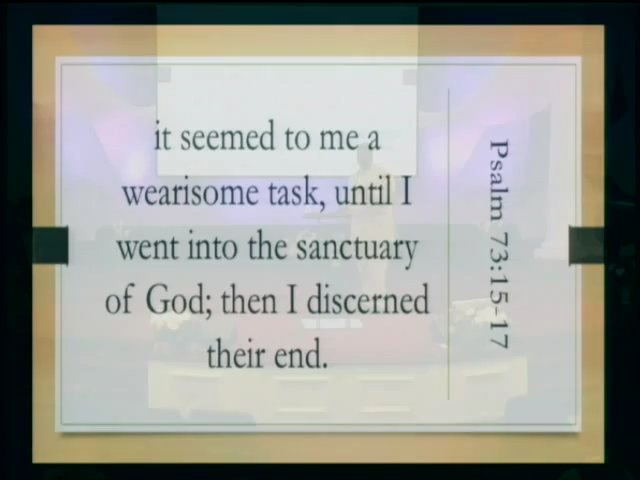 it seemed to me a
wearisome task, until I
went into the sanctuary
of God; then I discerned
their end.
Psalm 73:15-17